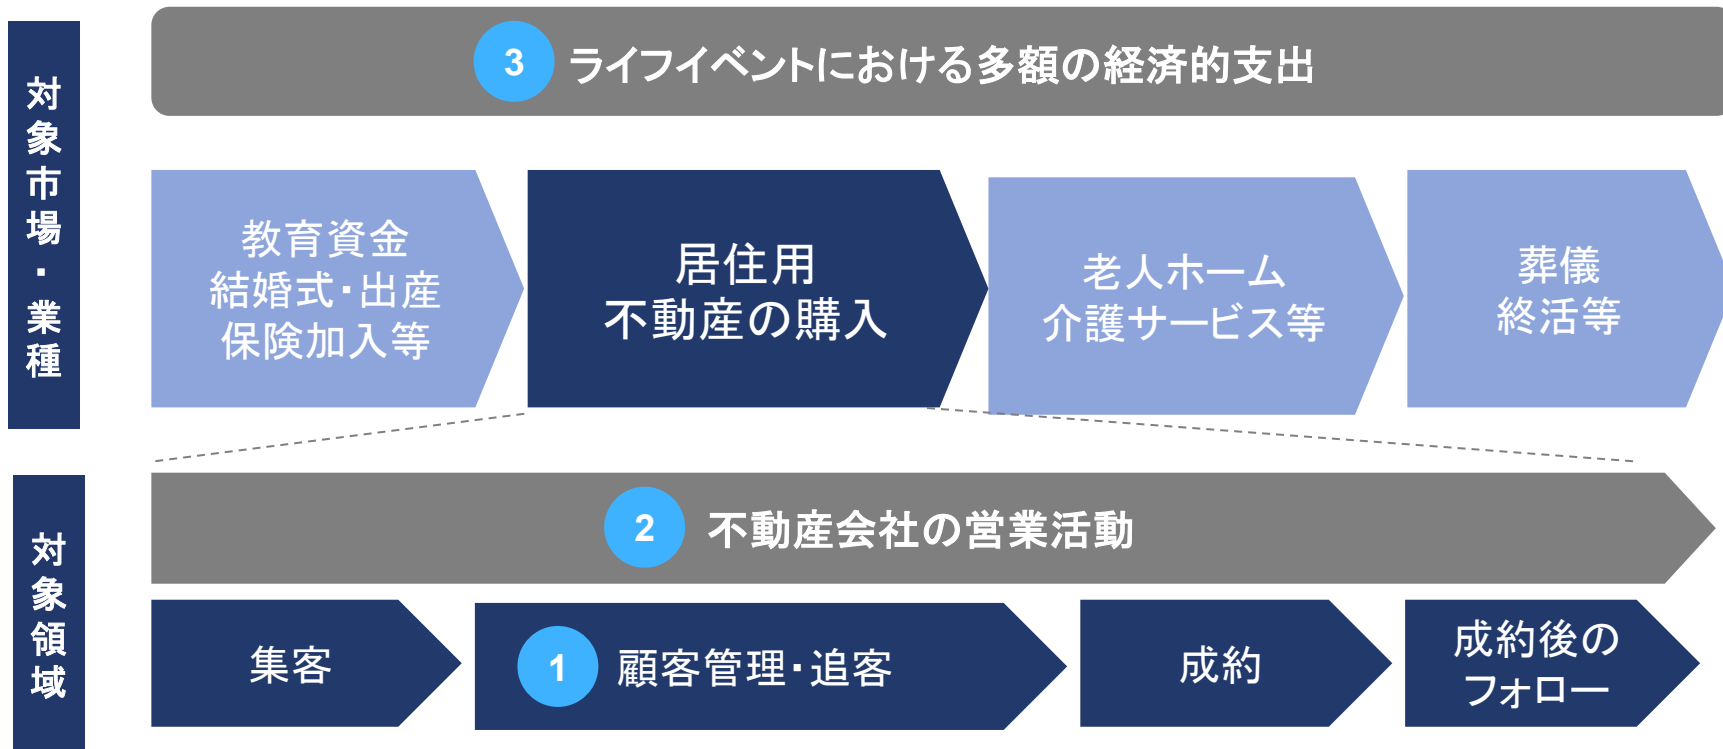 対象市場・業種
3
ライフイベントにおける多額の経済的支出
教育資金
結婚式・出産
保険加入等
居住用
不動産の購入
老人ホーム
介護サービス等
葬儀
終活等
対象領域
2
不動産会社の営業活動
集客
1
顧客管理・追客
成約
成約後の
フォロー